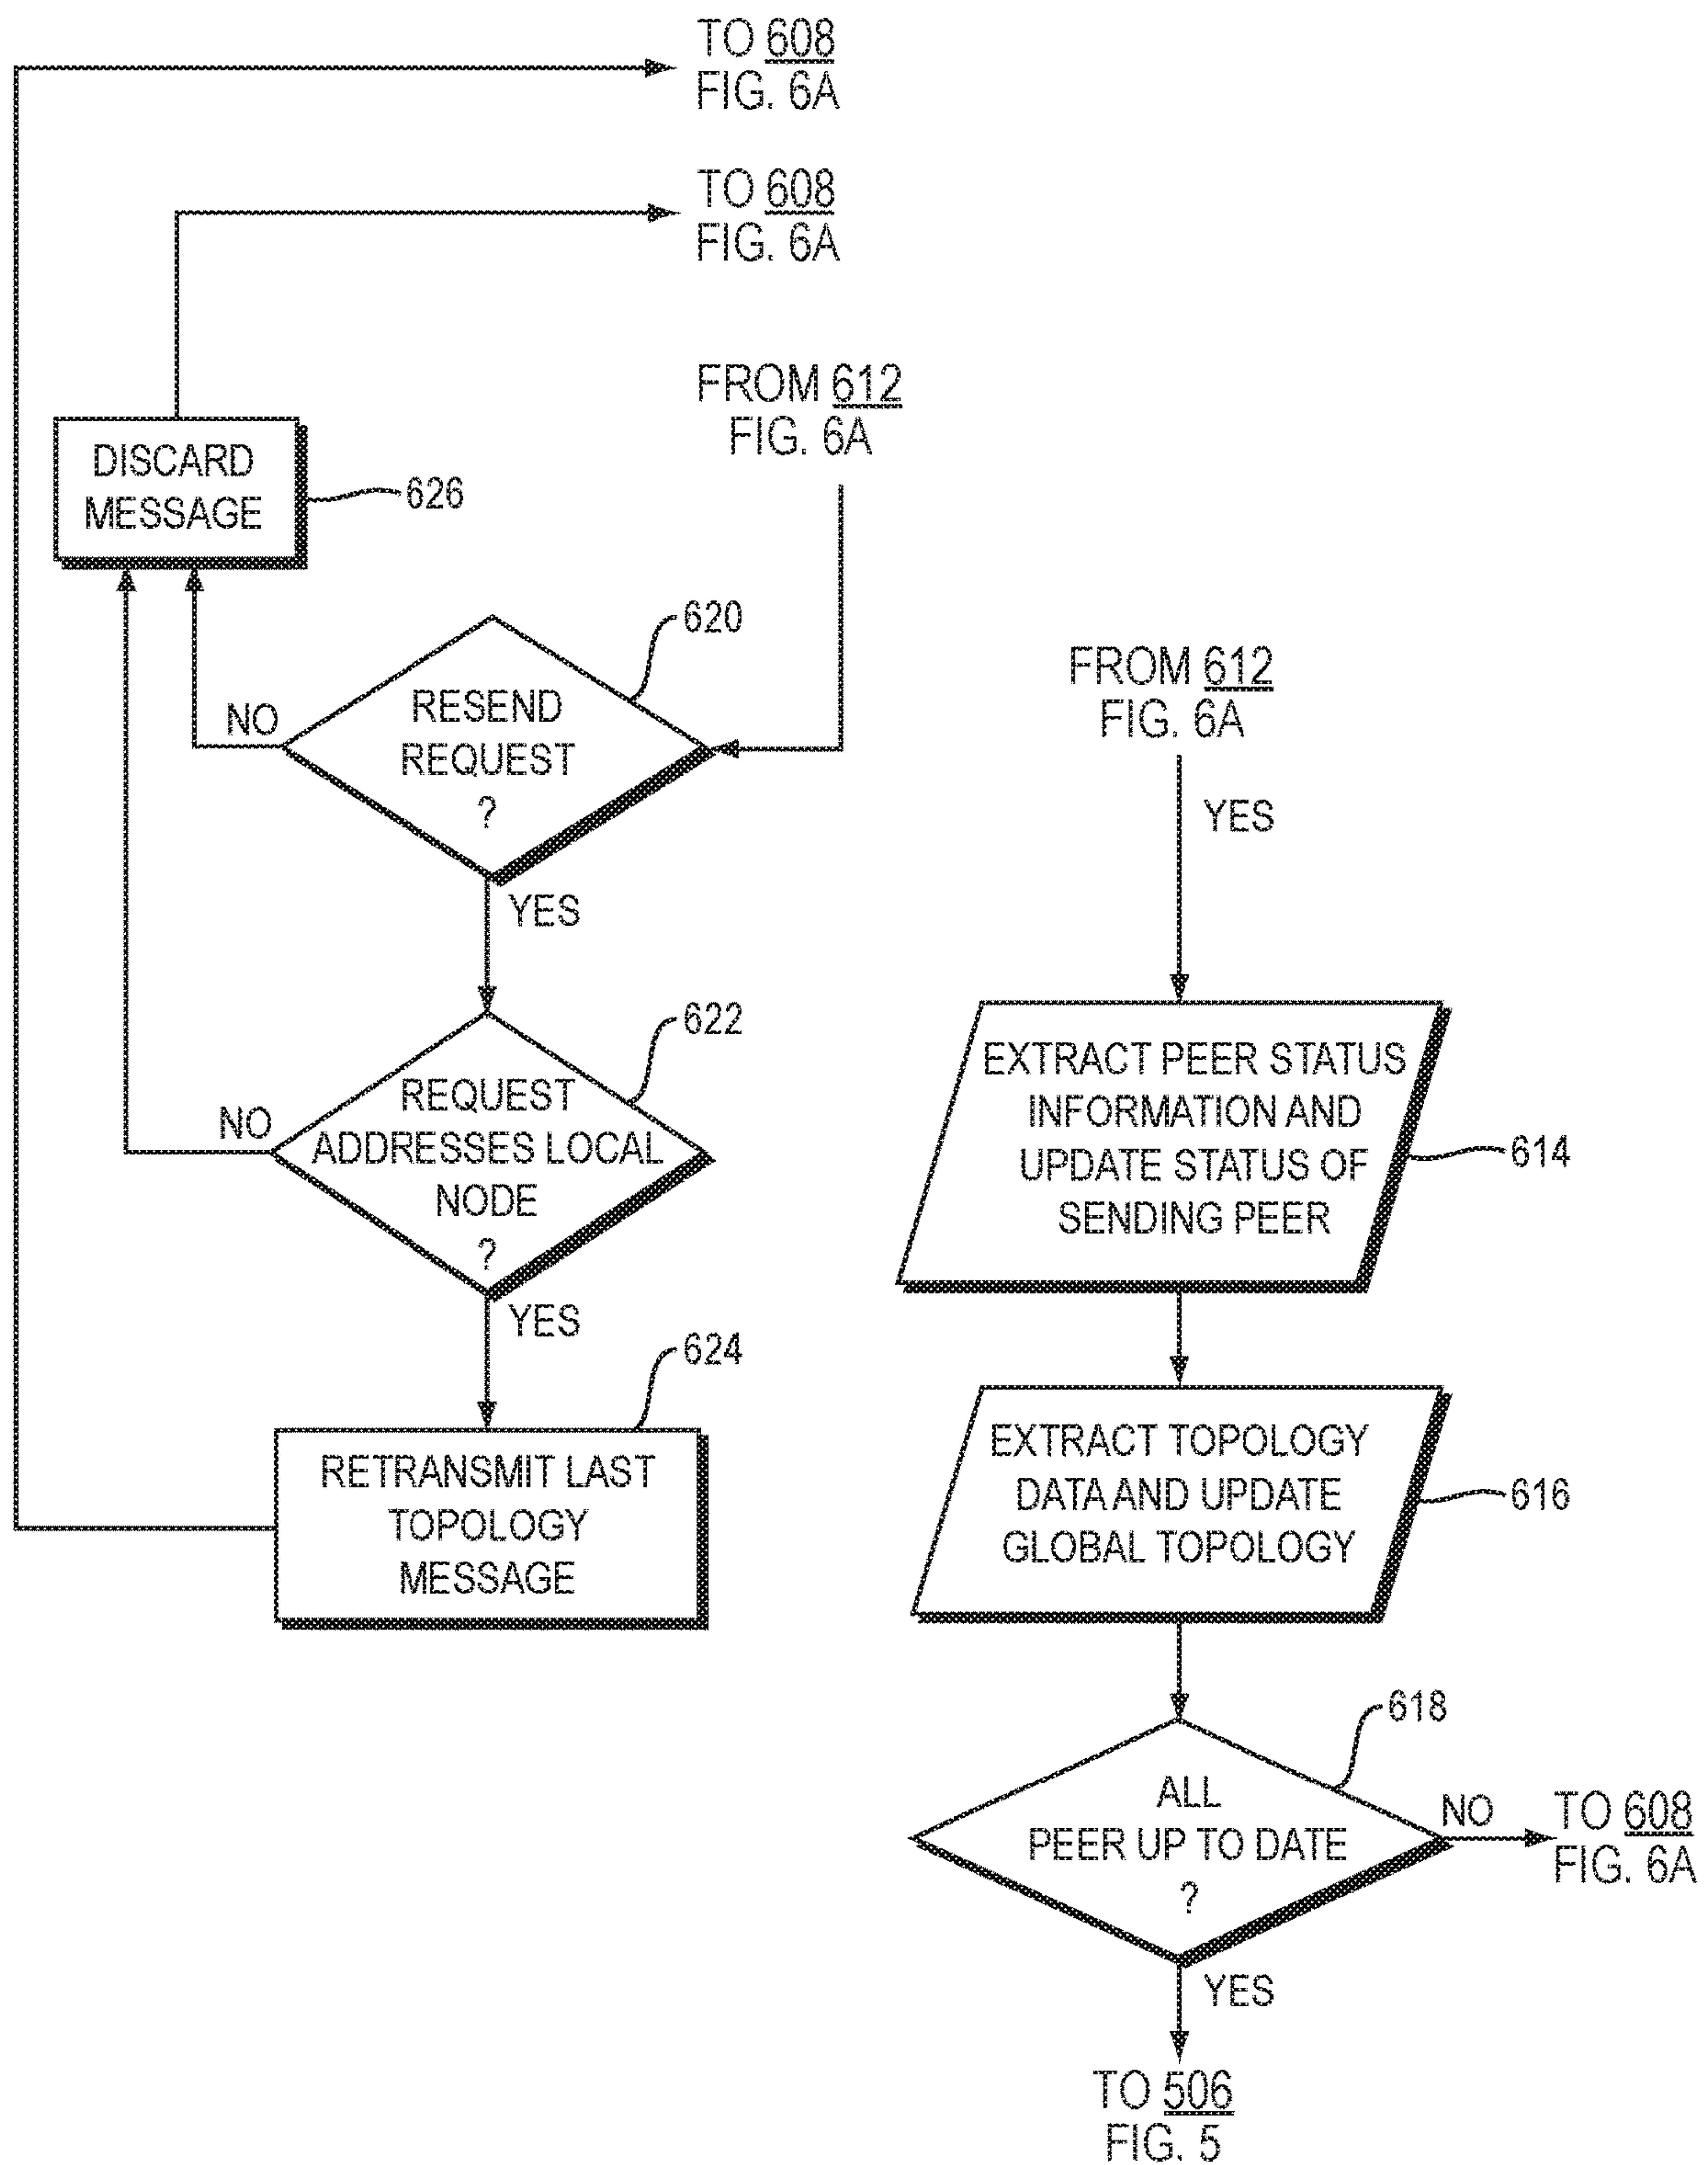 TO 608
FIG. 6A
TO 608
FIG. 6A
FROM 612
FIG. 6A
DISCARD
MESSAGE
626
620
RESEND
REQUEST
?
NO
YES
622
REQUEST
ADDRESSES LOCAL
NODE
?
NO
YES
624
RETRANSMIT LAST
TOPOLOGY
MESSAGE
FROM 612
FIG. 6A
YES
EXTRACT PEER STATUS
INFORMATION AND
UPDATE STATUS OF
SENDING PEER
614
EXTRACT TOPOLOGY
DATA AND UPDATE
GLOBAL TOPOLOGY
616
618
ALL
PEER UP TO DATE
?
NO
TO 608
FIG. 6A
YES
TO 506
FIG. 5